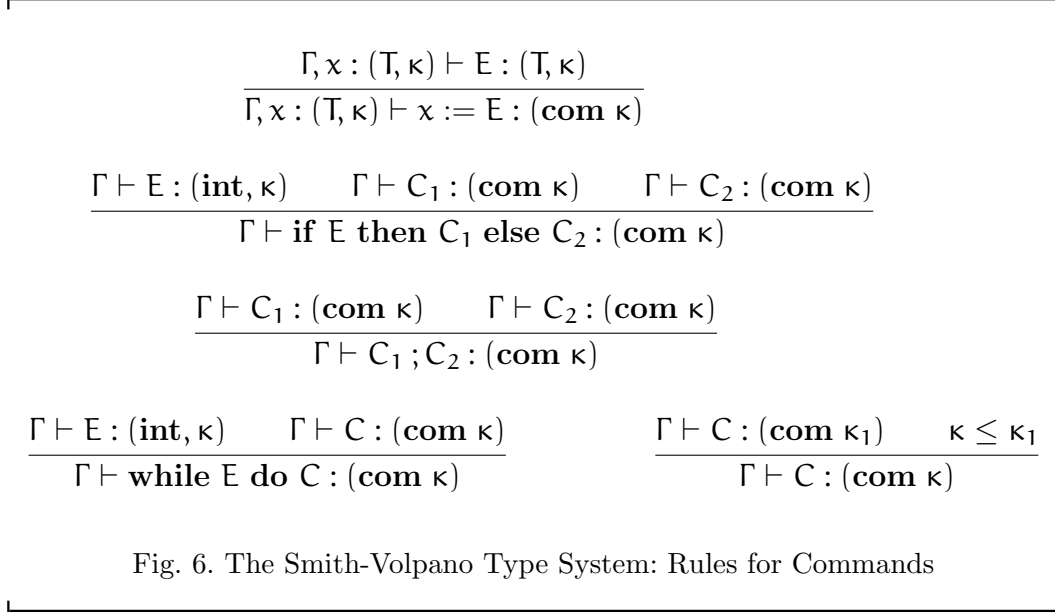 Γ, x : (T, κ) ⊢ E : (T, κ)
Γ, x : (T, κ) ⊢ x := E : (com κ)
Γ ⊢ E : (int, κ) Γ ⊢ C₁ : (com κ) Γ ⊢ C₂ : (com κ)
Γ ⊢ if E then C₁ else C₂ : (com κ)
Γ ⊢ C₁ : (com κ) Γ ⊢ C₂ : (com κ)
Γ ⊢ C₁ ; C₂ : (com κ)
Γ ⊢ E : (int, κ) Γ ⊢ C : (com κ)
Γ ⊢ while E do C : (com κ)
Γ ⊢ C : (com κ₁) κ ≤ κ₁
Γ ⊢ C : (com κ)
Fig. 6. The Smith-Volpano Type System: Rules for Commands